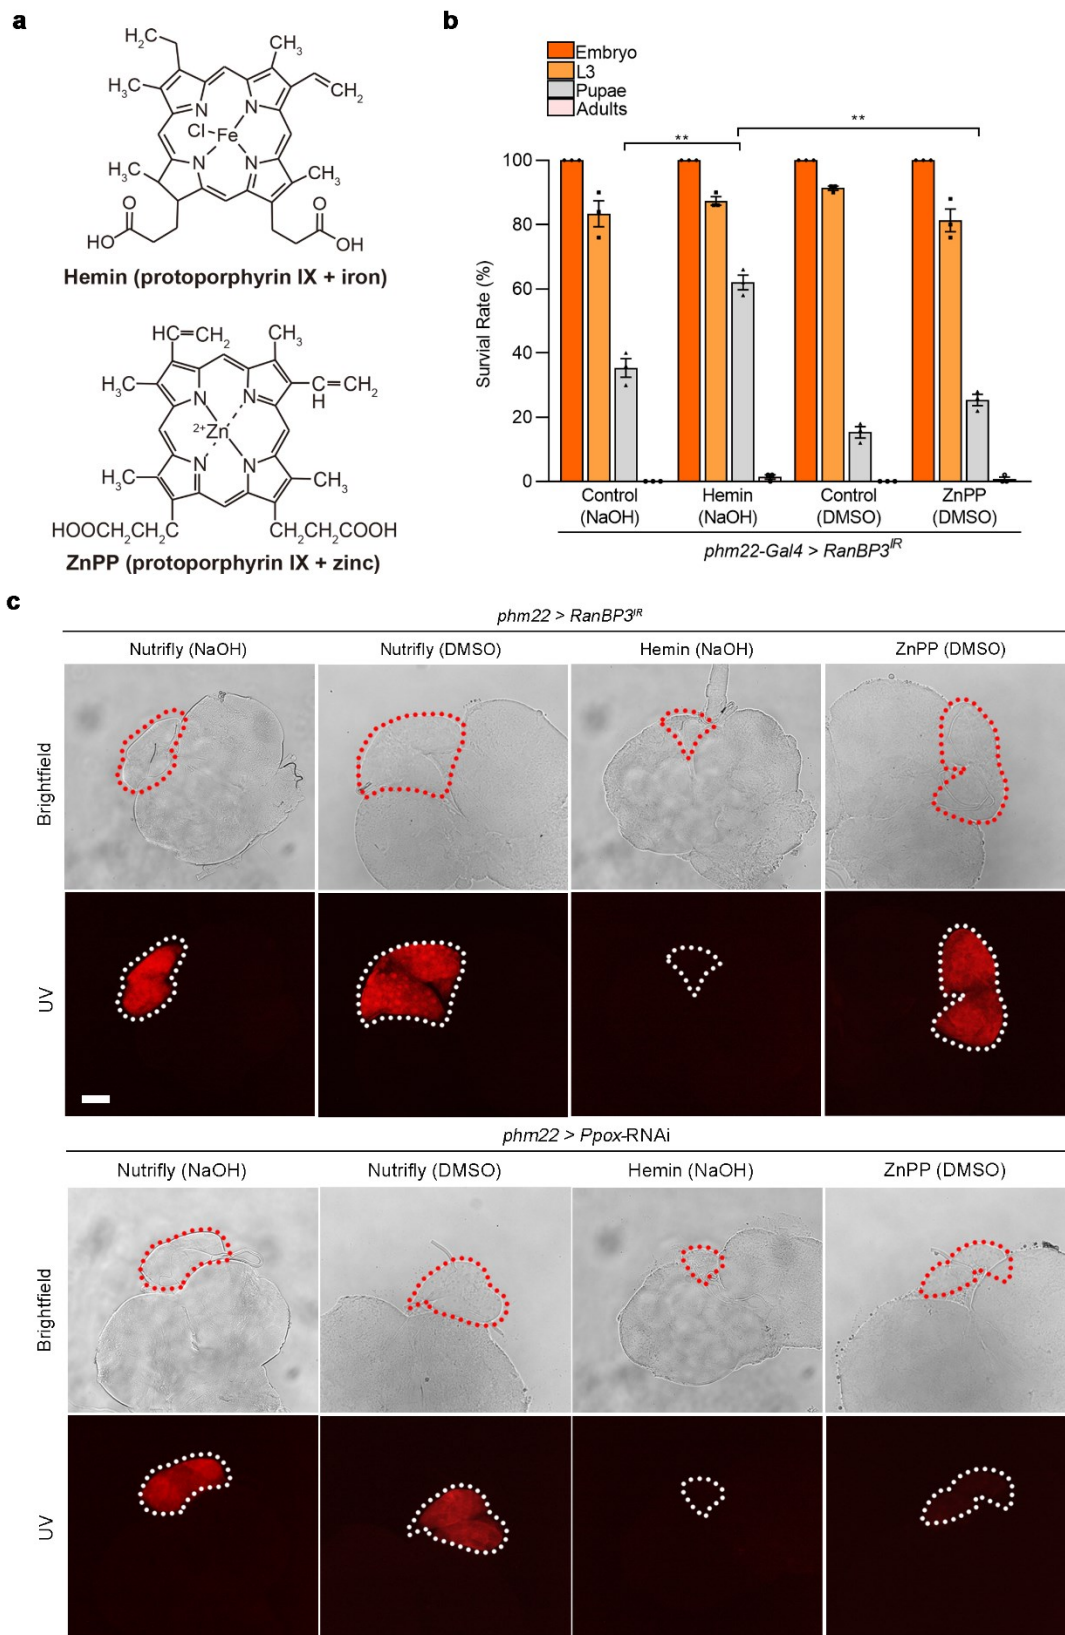 a
H₂C
CH₃
H₃C
CH₂
N
N
Cl
Fe
N
N
CH₃
CH₃
O
HO
O
OH
Hemin (protoporphyrin IX + iron)
HC=CH₂
CH₃
H₃C
C=CH₂
H
N
N
2+Zn
N
N
H₃C
CH₃
HOOCH₂CH₂C
CH₂CH₂COOH
ZnPP (protoporphyrin IX + zinc)
b
Embryo
L3
Pupae
Adults
**
**
Survial Rate (%)
100
80
60
40
20
0
Control (NaOH)
Hemin (NaOH)
Control (DMSO)
ZnPP (DMSO)
phm22-Gal4 > RanBP3ᴵᴿ
c
phm22 > RanBP3ᴵᴿ
Nutrifly (NaOH)
Nutrifly (DMSO)
Hemin (NaOH)
ZnPP (DMSO)
Brightfield
UV
phm22 > Ppox-RNAi
Nutrifly (NaOH)
Nutrifly (DMSO)
Hemin (NaOH)
ZnPP (DMSO)
Brightfield
UV